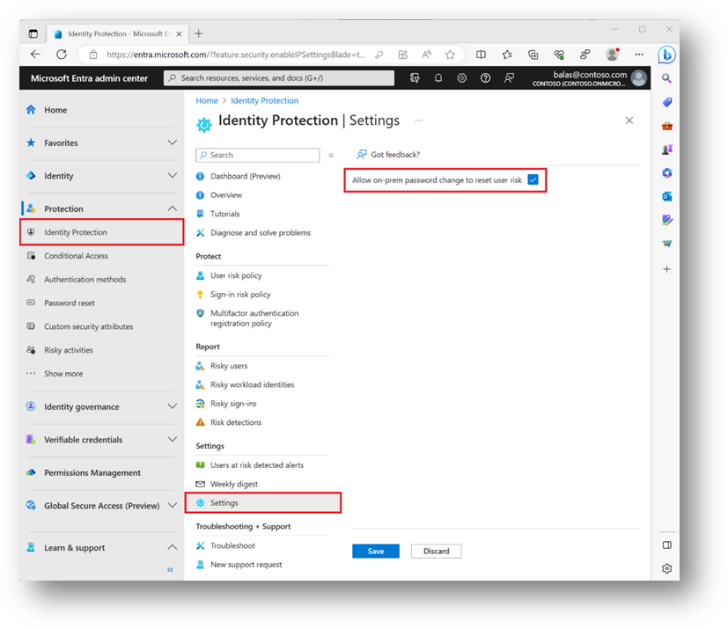 Identity Protection - Microsoft En
https://entra.microsoft.com/?feature.security.enableIPSettingsBlade=t...
Microsoft Entra admin center
Search resources, services, and docs (G+/)
balas@contoso.com
CONTOSO (CONTOSO.ONMICRO...
Home
Favorites
Identity
Protection
Identity Protection
Conditional Access
Authentication methods
Password reset
Custom security attributes
Risky activities
Show more
Identity governance
Verifiable credentials
Permissions Management
Global Secure Access (Preview)
Learn & support
Home > Identity Protection
Identity Protection | Settings
Search
Dashboard (Preview)
Overview
Tutorials
Diagnose and solve problems
Protect
User risk policy
Sign-in risk policy
Multifactor authentication
registration policy
Report
Risky users
Risky workload identities
Risky sign-ins
Risk detections
Settings
Users at risk detected alerts
Weekly digest
Settings
Troubleshooting + Support
Troubleshoot
New support request
Got feedback?
Allow on-prem password change to reset user risk
Save
Discard